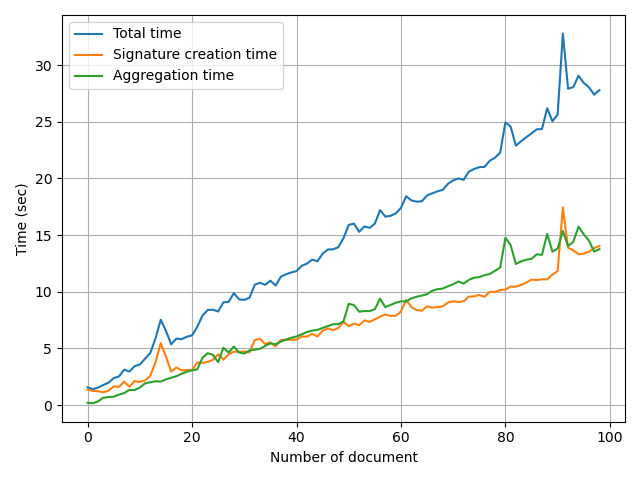 Total time
Signature creation time
Aggregation time
Time (sec)
30
25
20
15
10
5
0
0 20 40 60 80 100
Number of document